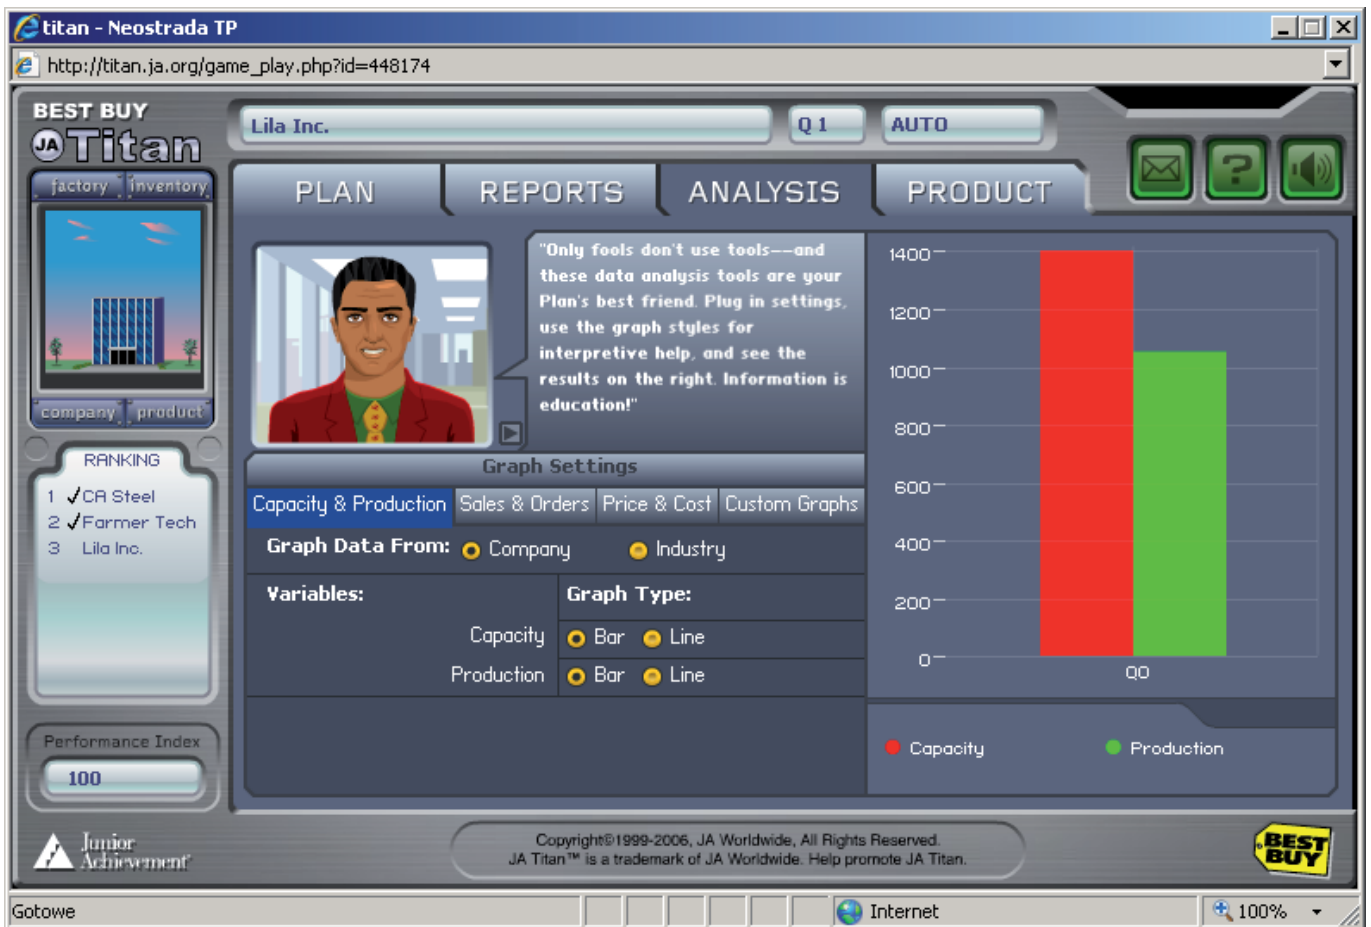 titan - Neostrada TP
http://titan.ja.org/game_play.php?id=448174
BEST BUY
JA Titan
Lila Inc.
Q 1
AUTO
factory inventory
PLAN
REPORTS
ANALYSIS
PRODUCT
"Only fools don't use tools--and
these data analysis tools are your
Plan's best friend. Plug in settings,
use the graph styles for
interpretive help, and see the
results on the right. Information is
education!"
company product
RANKING
1 ✓CA Steel
2 ✓Farmer Tech
3 Lila Inc.
Performance Index
100
Graph Settings
Capacity & Production
Sales & Orders
Price & Cost
Custom Graphs
Graph Data From: Company Industry
Variables: Graph Type:
Capacity Bar Line
Production Bar Line
1400
1200
1000
800
600
400
200
0
Q0
Capacity
Production
Junior
Achievement
Copyright©1999-2006, JA Worldwide, All Rights Reserved.
JA Titan™ is a trademark of JA Worldwide. Help promote JA Titan.
BEST
BUY
Gotowe
Internet
100%